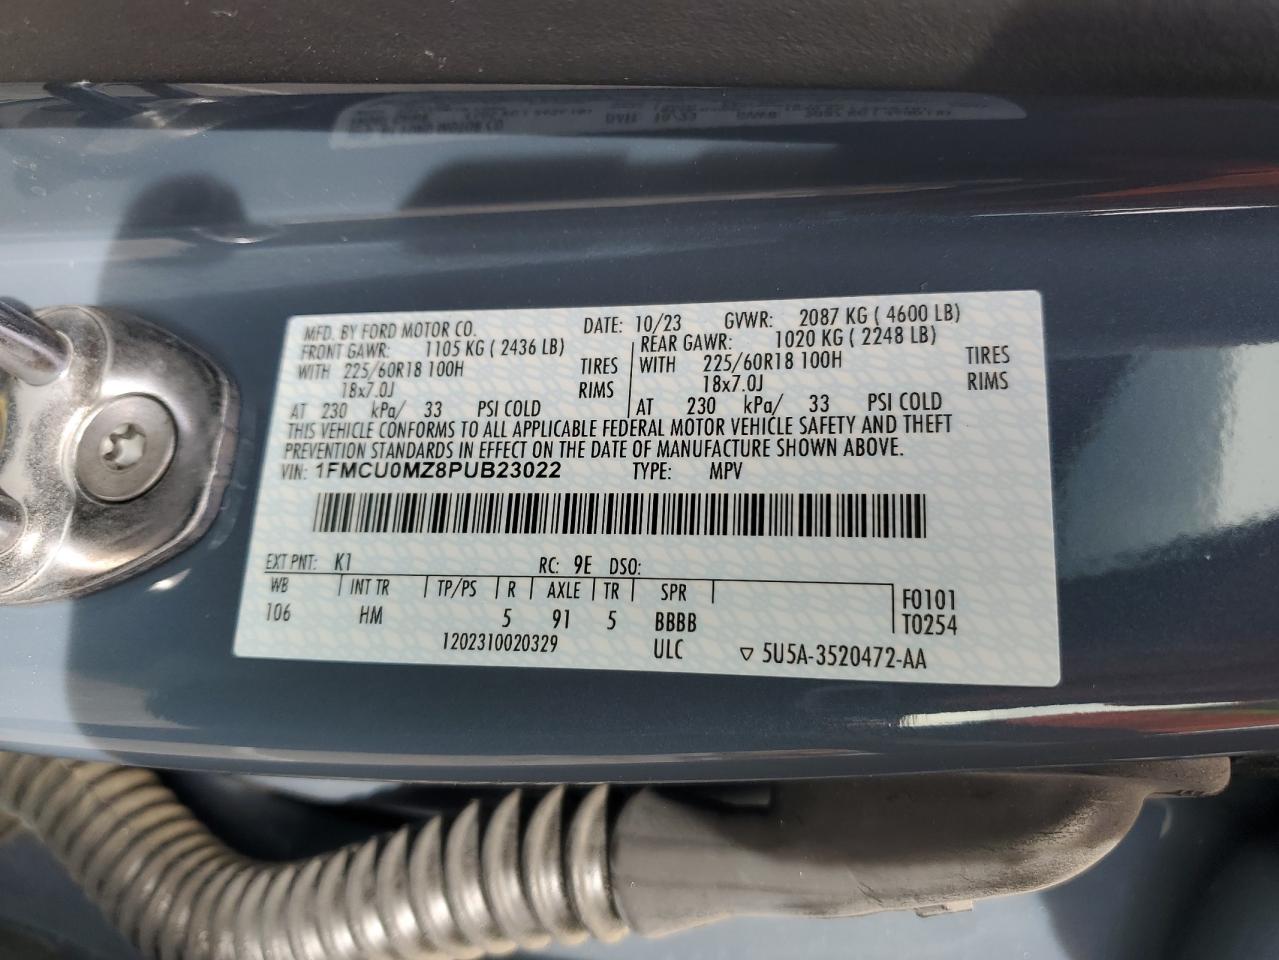 MFD. BY FORD MOTOR CO. DATE: 10/23 GVWR: 2087 KG ( 4600 LB)
FRONT GAWR: 1105 KG ( 2436 LB) REAR GAWR: 1020 KG ( 2248 LB)
WITH 225/60R18 100H TIRES WITH 225/60R18 100H TIRES
18x7.0J RIMS 18x7.0J RIMS
AT 230 kPa/ 33 PSI COLD AT 230 kPa/ 33 PSI COLD
THIS VEHICLE CONFORMS TO ALL APPLICABLE FEDERAL MOTOR VEHICLE SAFETY AND THEFT
PREVENTION STANDARDS IN EFFECT ON THE DATE OF MANUFACTURE SHOWN ABOVE.
VIN: 1FMCU0MZ8PUB23022 TYPE: MPV
EXT PNT: K1 RC: 9E DSO:
WB INT TR TP/PS R AXLE TR SPR F0101
106 HM 5 91 5 BBBB T0254
1202310020329 ULC ▽ 5U5A-3520472-AA